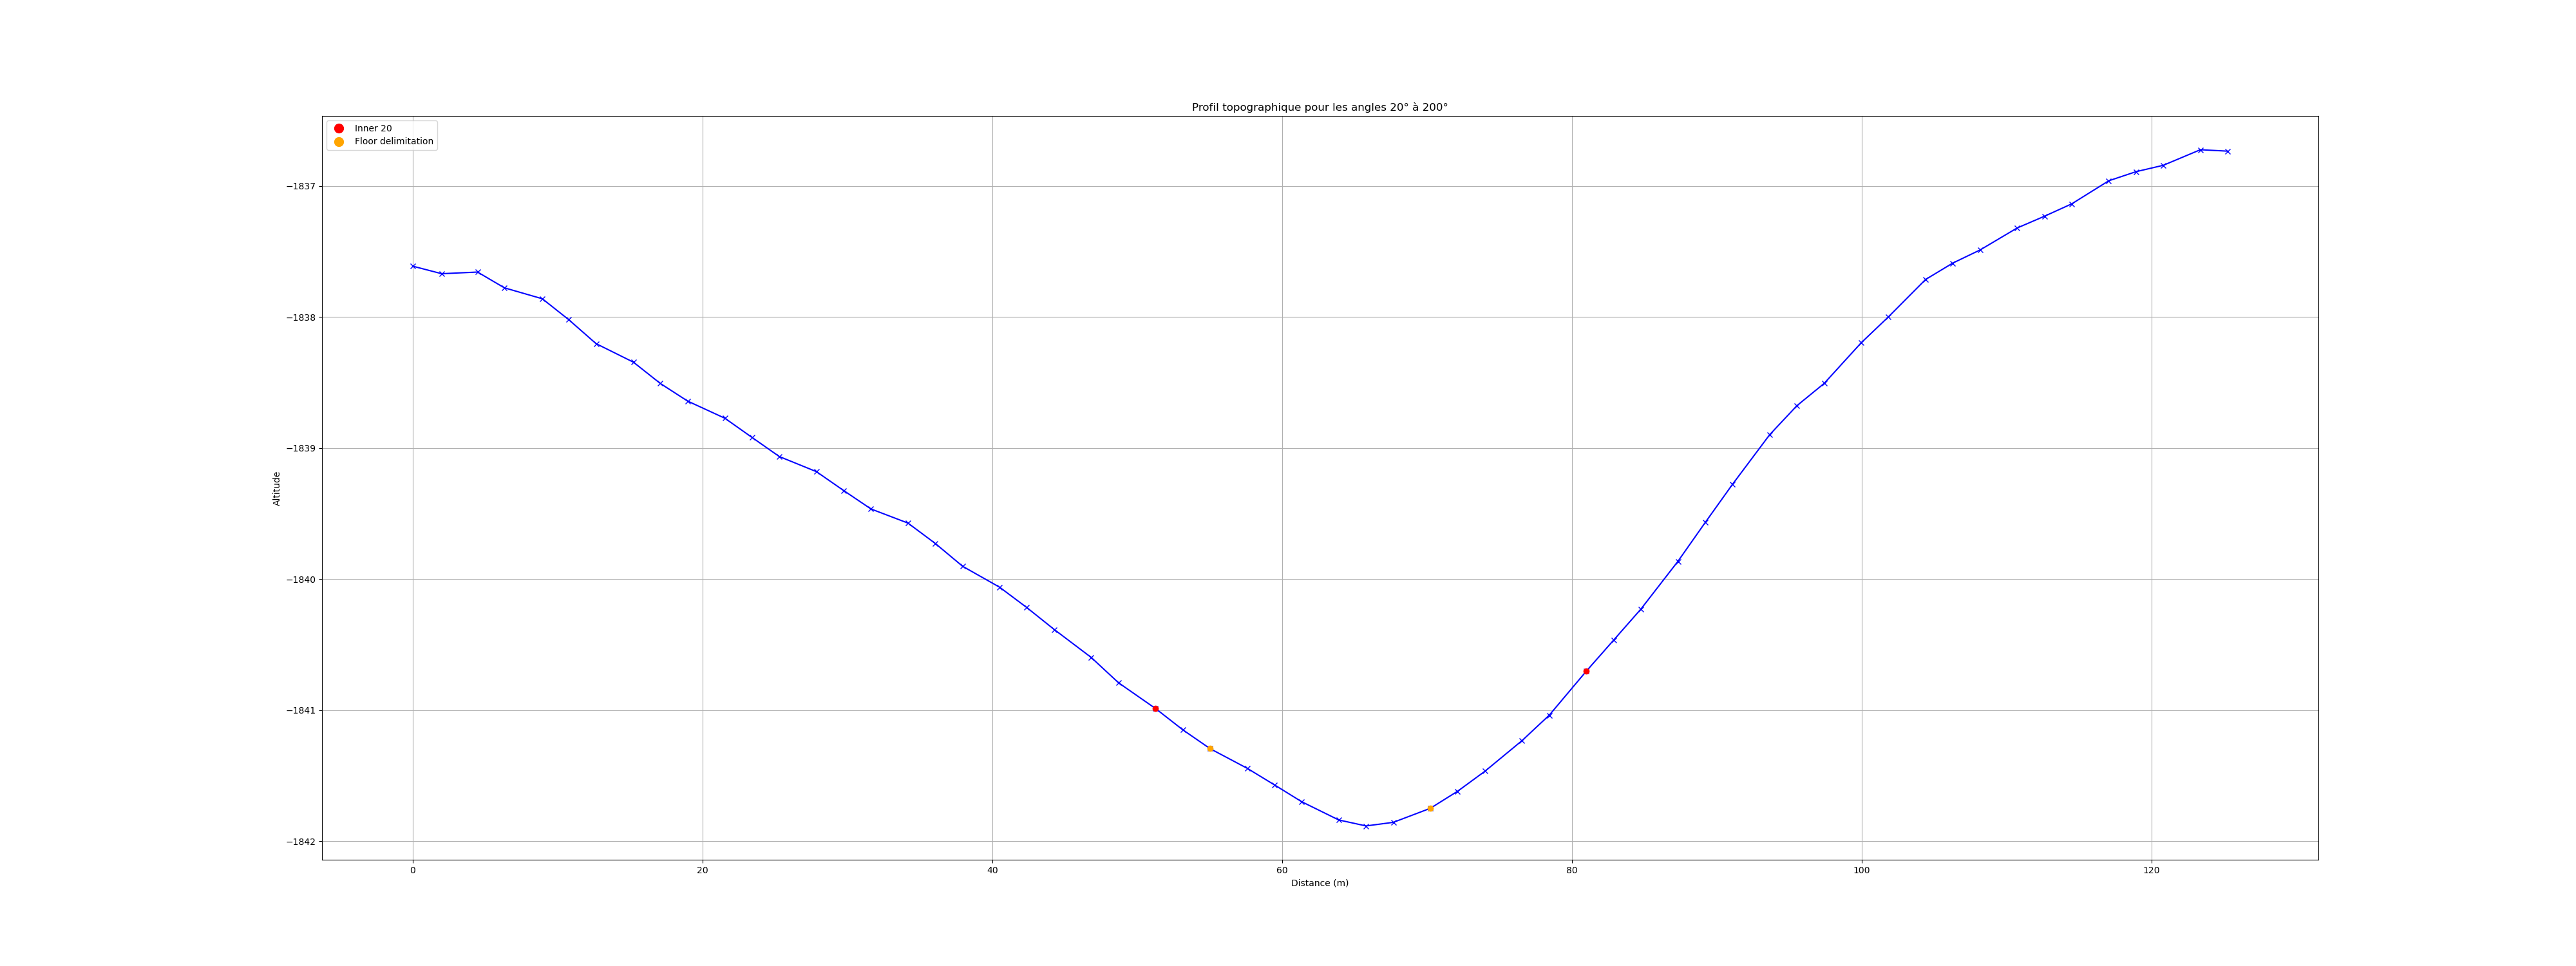 Profil topographique pour les angles 20° à 200°
Inner 20
Floor delimitation
−1837
−1838
−1839
−1840
−1841
−1842
Altitude
0 20 40 60 80 100 120
Distance (m)